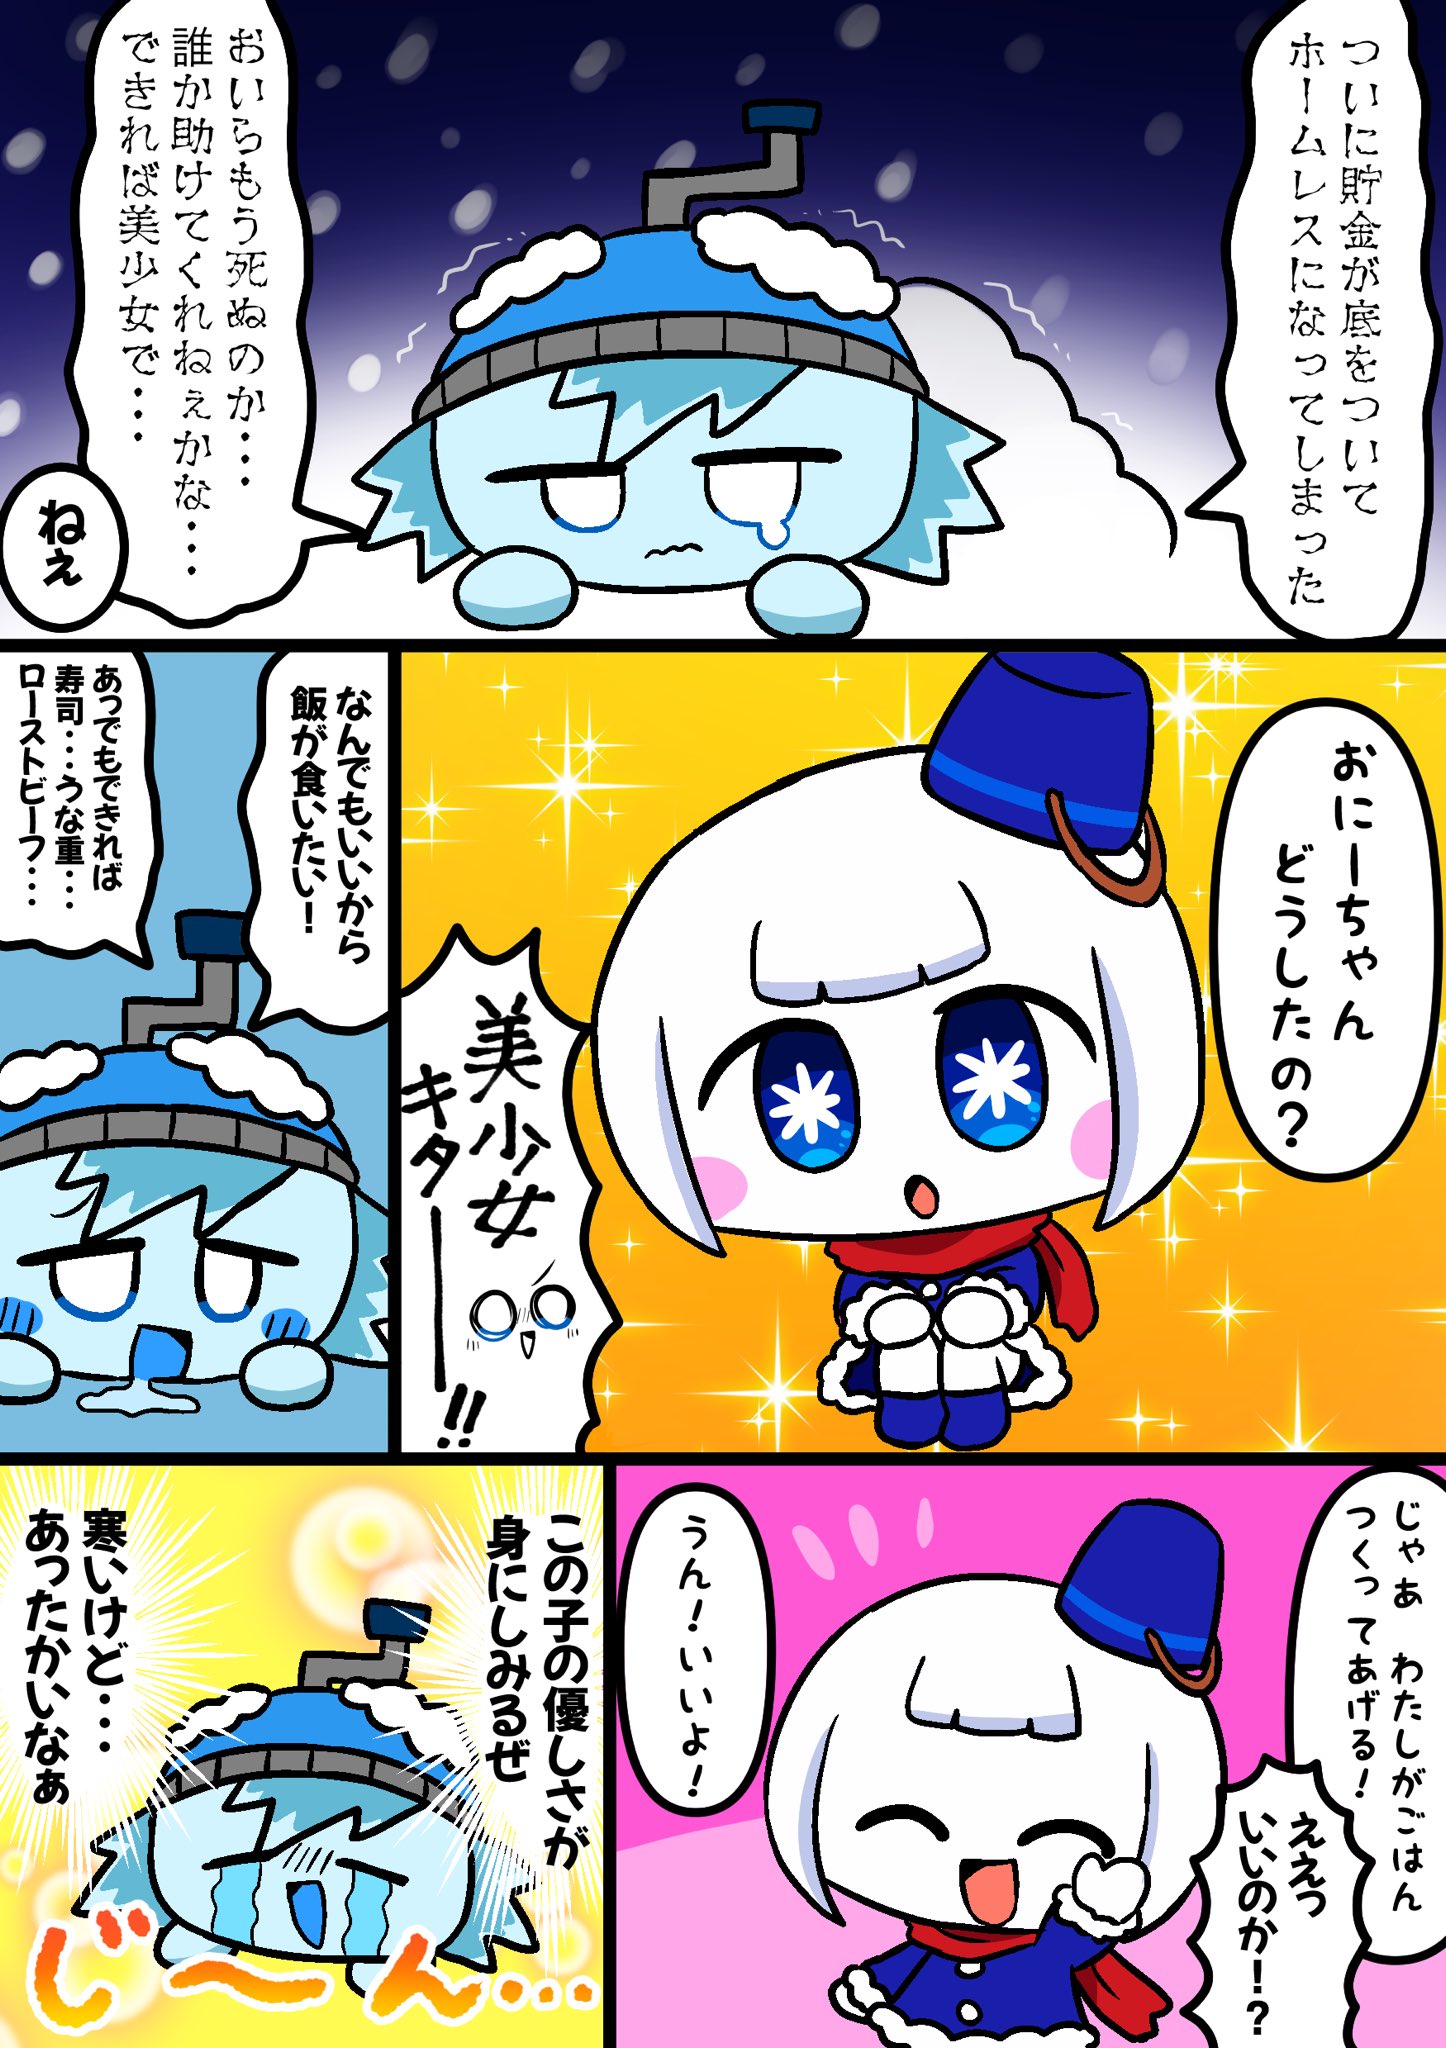 ついに貯金が底をついて
ホームレスになってしまった
おいらもう死ぬのか・・・
誰か助けてくれねぇかな・・・
できれば美少女で・・・
ねぇ
おにーちゃん
どうしたの?
美少女
キター――!!
なんでもいいから
飯が食いたい!
あっでもできれば
寿司・・・うな重・・・
ローストビーフ・・・
じゃあ わたしがごはん
つくってあげる!
ええっ
いいのか!?
うん!いいよ!
この子の優しさが
身にしみるぜ
寒いけど・・・
あったかいなぁ
じ～ん・・・